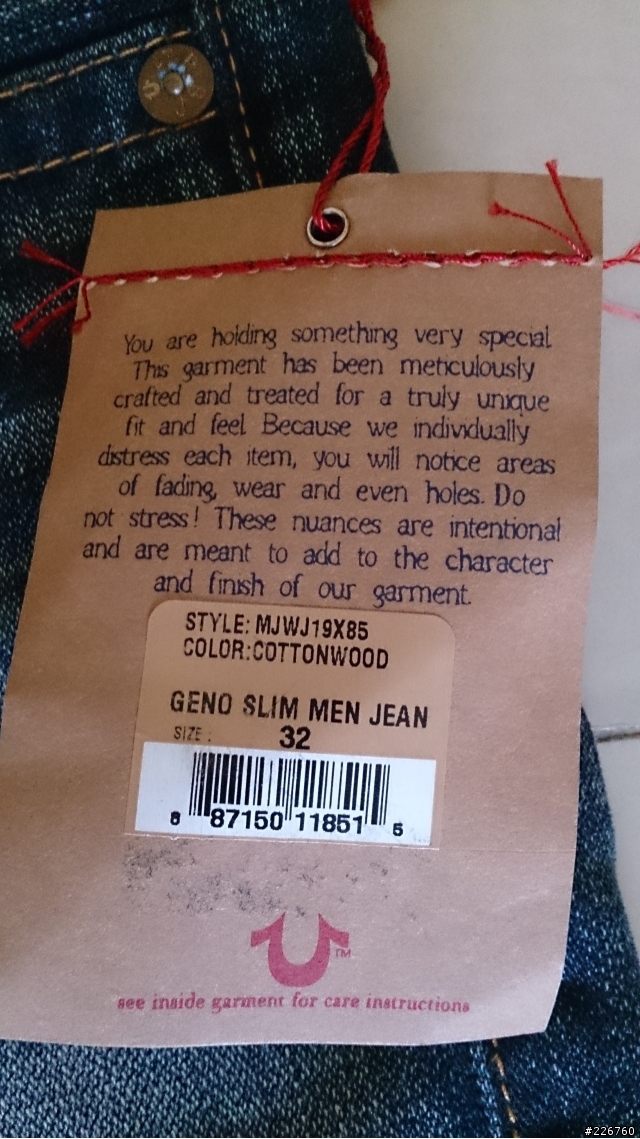 You are holding something very special
This garment has been meticulously
crafted and treated for a truly unique
fit and feel Because we individually
distress each item, you will notice areas
of fading, wear and even holes. Do
not stress! These nuances are intentional
and are meant to add to the character
and finish of our garment.
STYLE: MJWJ19X85
COLOR:COTTONWOOD
GENO SLIM MEN JEAN
SIZE: 32
8 87150 11851 5
TM
see inside garment for care instructions
#226760